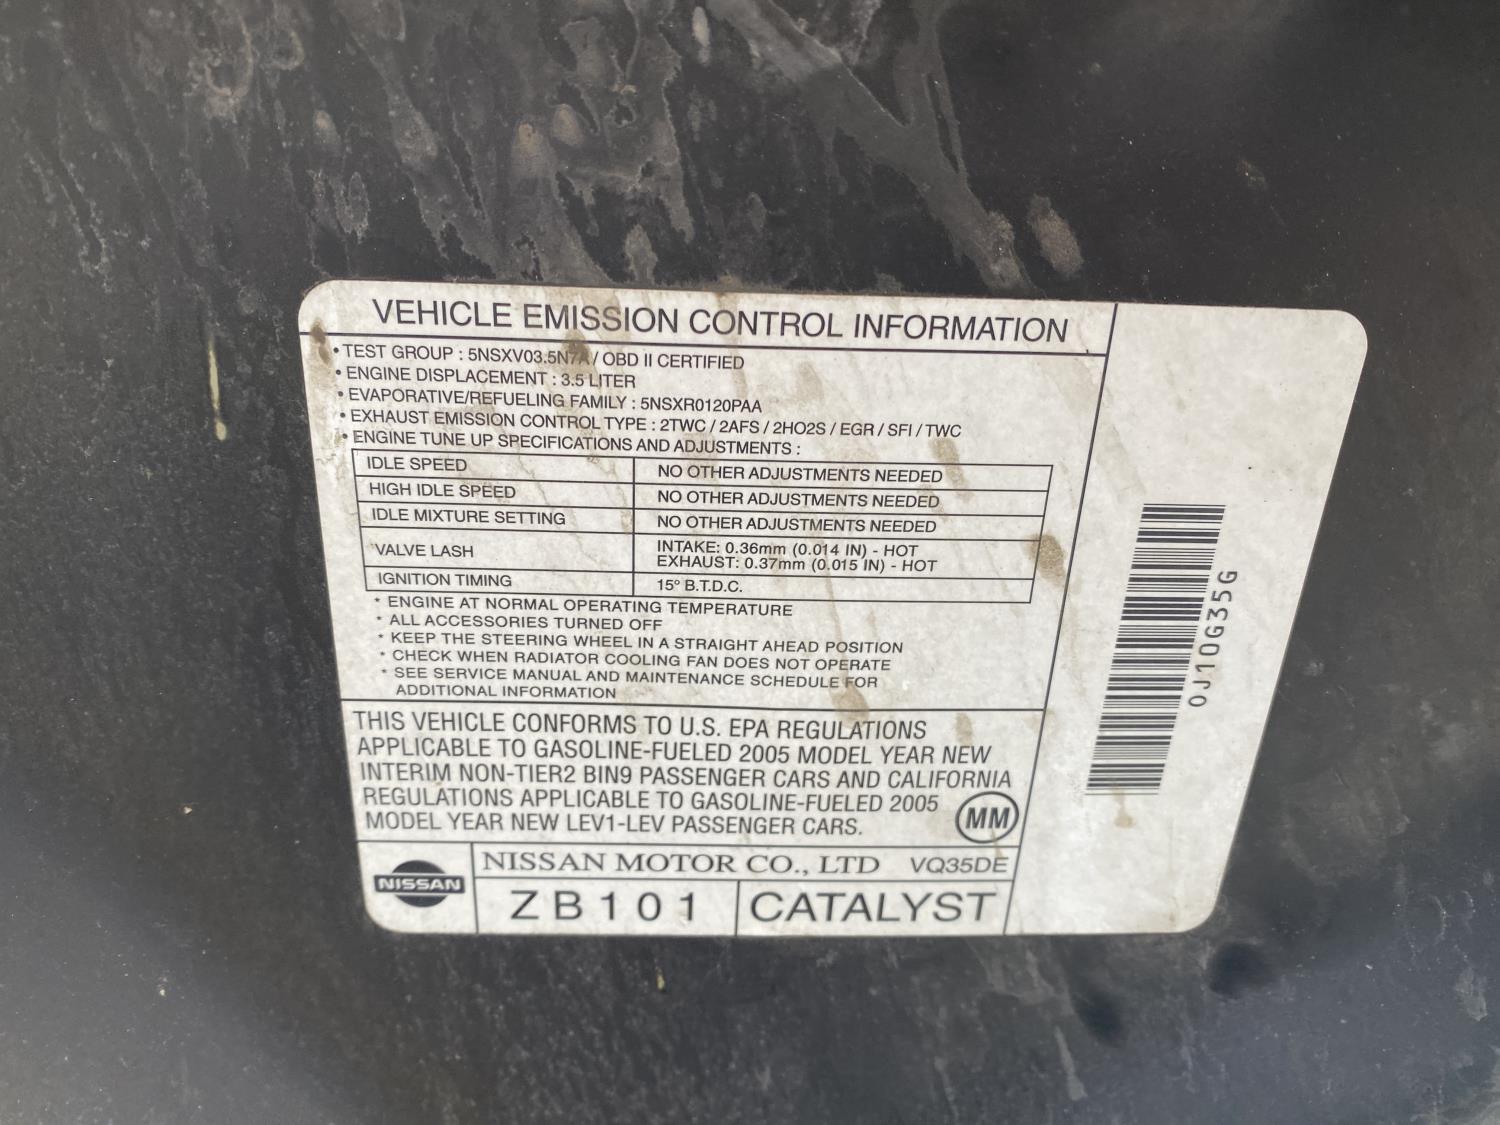 VEHICLE EMISSION CONTROL INFORMATION
• TEST GROUP : 5NSXV03.5N7A / OBD II CERTIFIED
• ENGINE DISPLACEMENT : 3.5 LITER
• EVAPORATIVE/REFUELING FAMILY : 5NSXR0120PAA
• EXHAUST EMISSION CONTROL TYPE : 2TWC / 2AFS / 2HO2S / EGR / SFI / TWC
• ENGINE TUNE UP SPECIFICATIONS AND ADJUSTMENTS :
IDLE SPEED NO OTHER ADJUSTMENTS NEEDED
HIGH IDLE SPEED NO OTHER ADJUSTMENTS NEEDED
IDLE MIXTURE SETTING NO OTHER ADJUSTMENTS NEEDED
VALVE LASH INTAKE: 0.36mm (0.014 IN) - HOT
EXHAUST: 0.37mm (0.015 IN) - HOT
IGNITION TIMING 15° B.T.D.C.
* ENGINE AT NORMAL OPERATING TEMPERATURE
* ALL ACCESSORIES TURNED OFF
* KEEP THE STEERING WHEEL IN A STRAIGHT AHEAD POSITION
* CHECK WHEN RADIATOR COOLING FAN DOES NOT OPERATE
* SEE SERVICE MANUAL AND MAINTENANCE SCHEDULE FOR
ADDITIONAL INFORMATION
THIS VEHICLE CONFORMS TO U.S. EPA REGULATIONS
APPLICABLE TO GASOLINE-FUELED 2005 MODEL YEAR NEW
INTERIM NON-TIER2 BIN9 PASSENGER CARS AND CALIFORNIA
REGULATIONS APPLICABLE TO GASOLINE-FUELED 2005
MODEL YEAR NEW LEV1-LEV PASSENGER CARS.
MM
NISSAN
NISSAN MOTOR CO., LTD VQ35DE
ZB101 CATALYST
0J10G35G